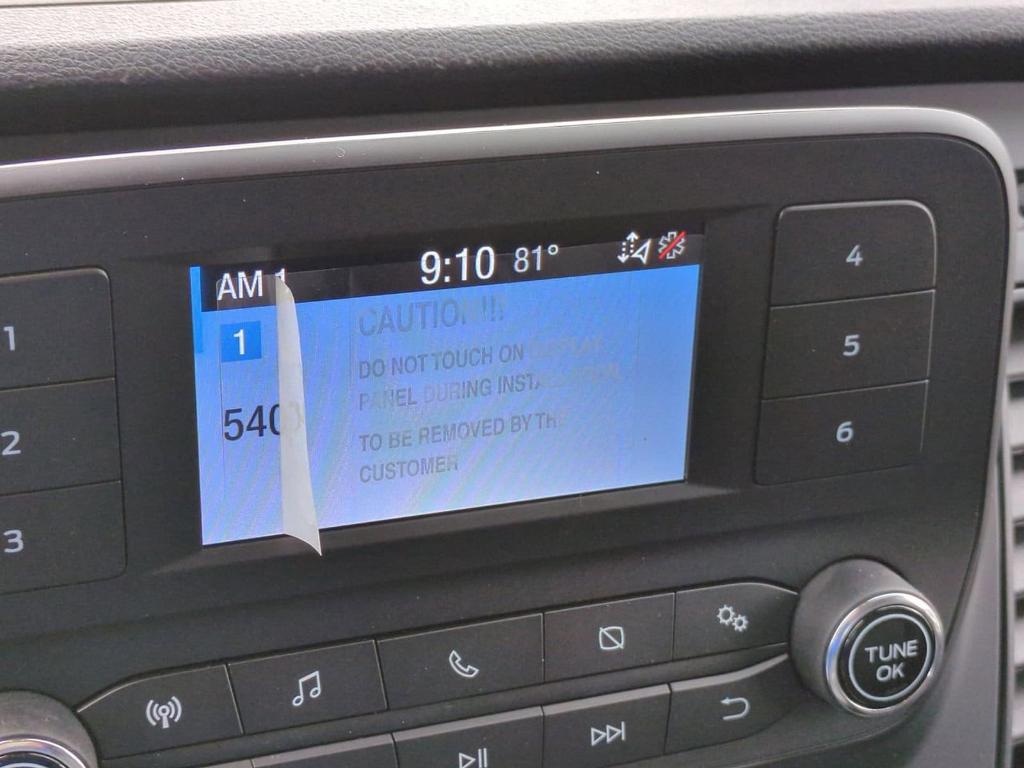 AM 1
9:10 81°
1
540
CAUTION!!!
DO NOT TOUCH ON DISPLAY
PANEL DURING INSTALLATION
TO BE REMOVED BY THE
CUSTOMER
1
2
3
4
5
6
TUNE
OK